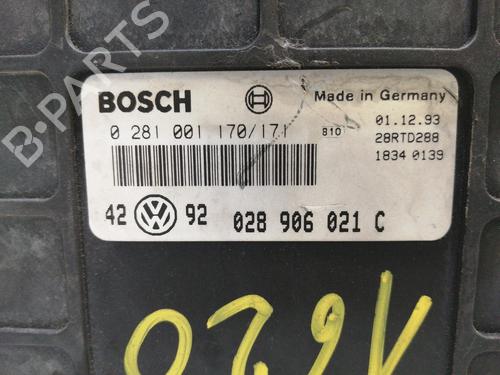 B-PARTS
BOSCH Made in Germany
0 281 001 170/171 810 01.12.93
28RTD288
1834 0139
42 VW 92 028 906 021 C